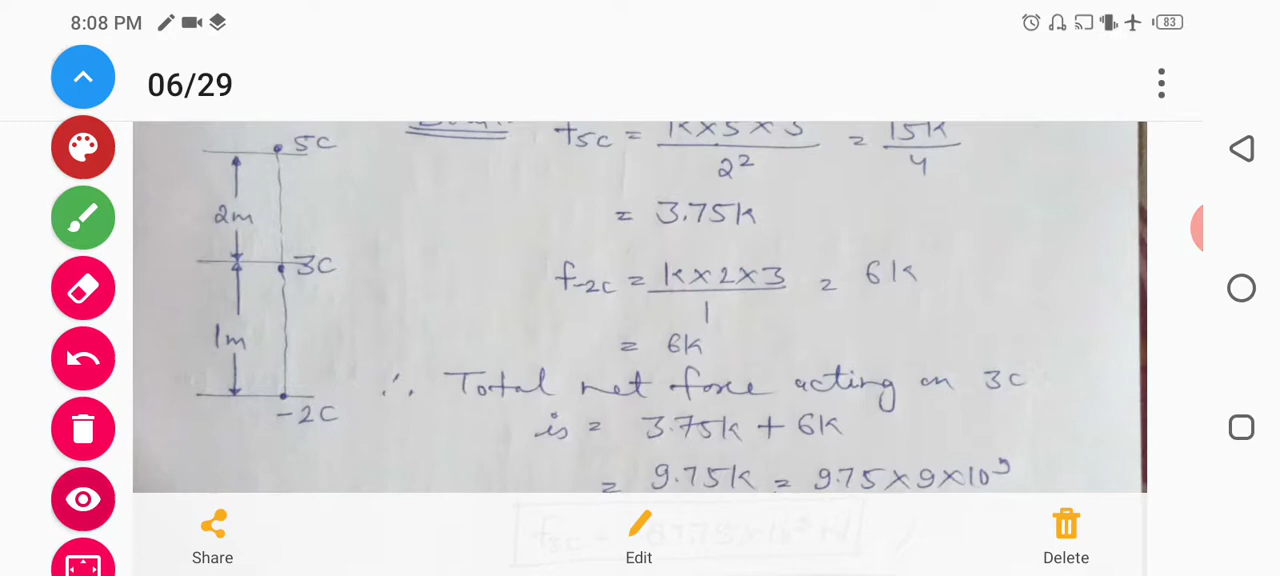 8:08 PM
83
06/29
5C
f5C = K×5×3 = 15K
2² 4
2m
= 3.75K
3C
f-2C = K×2×3 = 6K
1
1m
= 6K
∴ Total net force acting on 3C
-2C
is = 3.75K + 6K
= 9.75K = 9.75×9×10⁹
Share
Edit
Delete